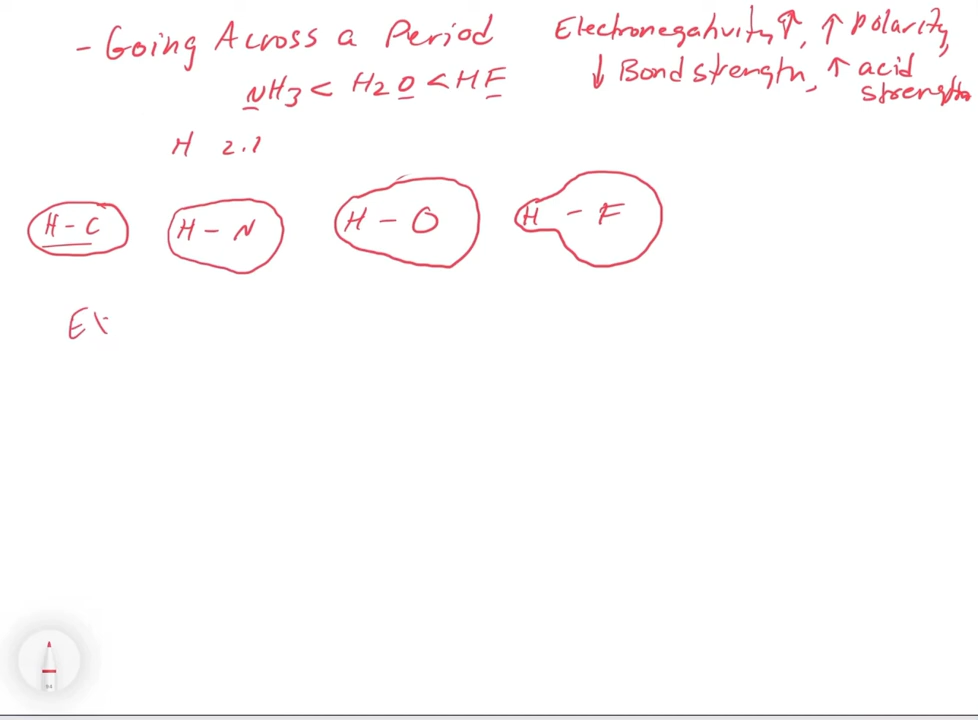 - Going Across a Period
NH3 < H2O < HF
Electronegativity ↑, ↑ Polarity,
↓ Bond strength, ↑ acid
strength
H 2.1
H - C H - N H - O H - F